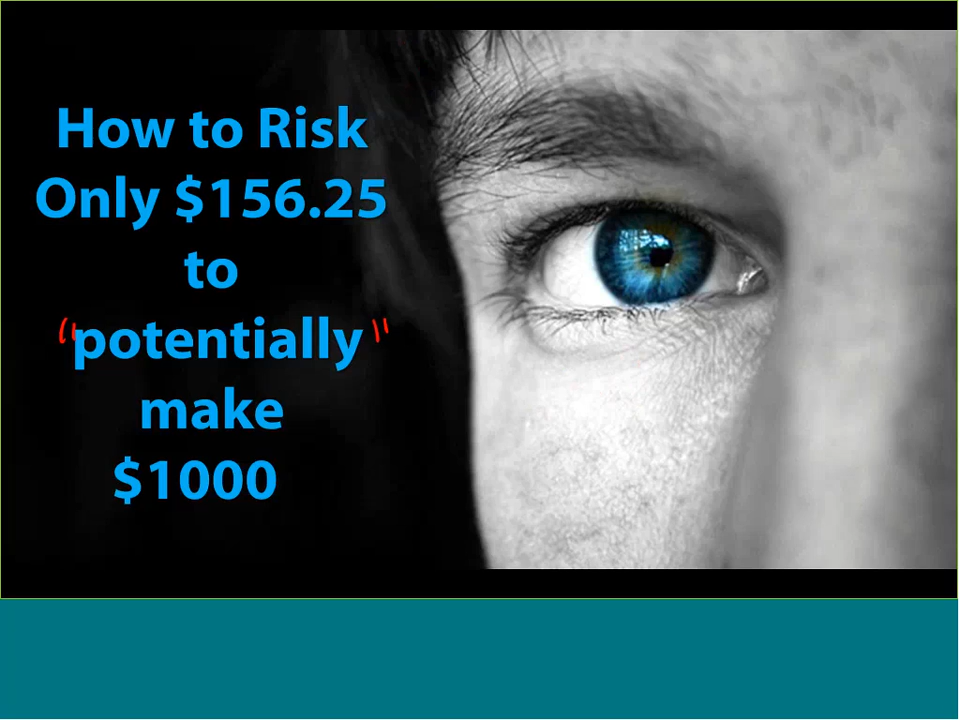 How to Risk
Only $156.25
to
"potentially"
make
$1000